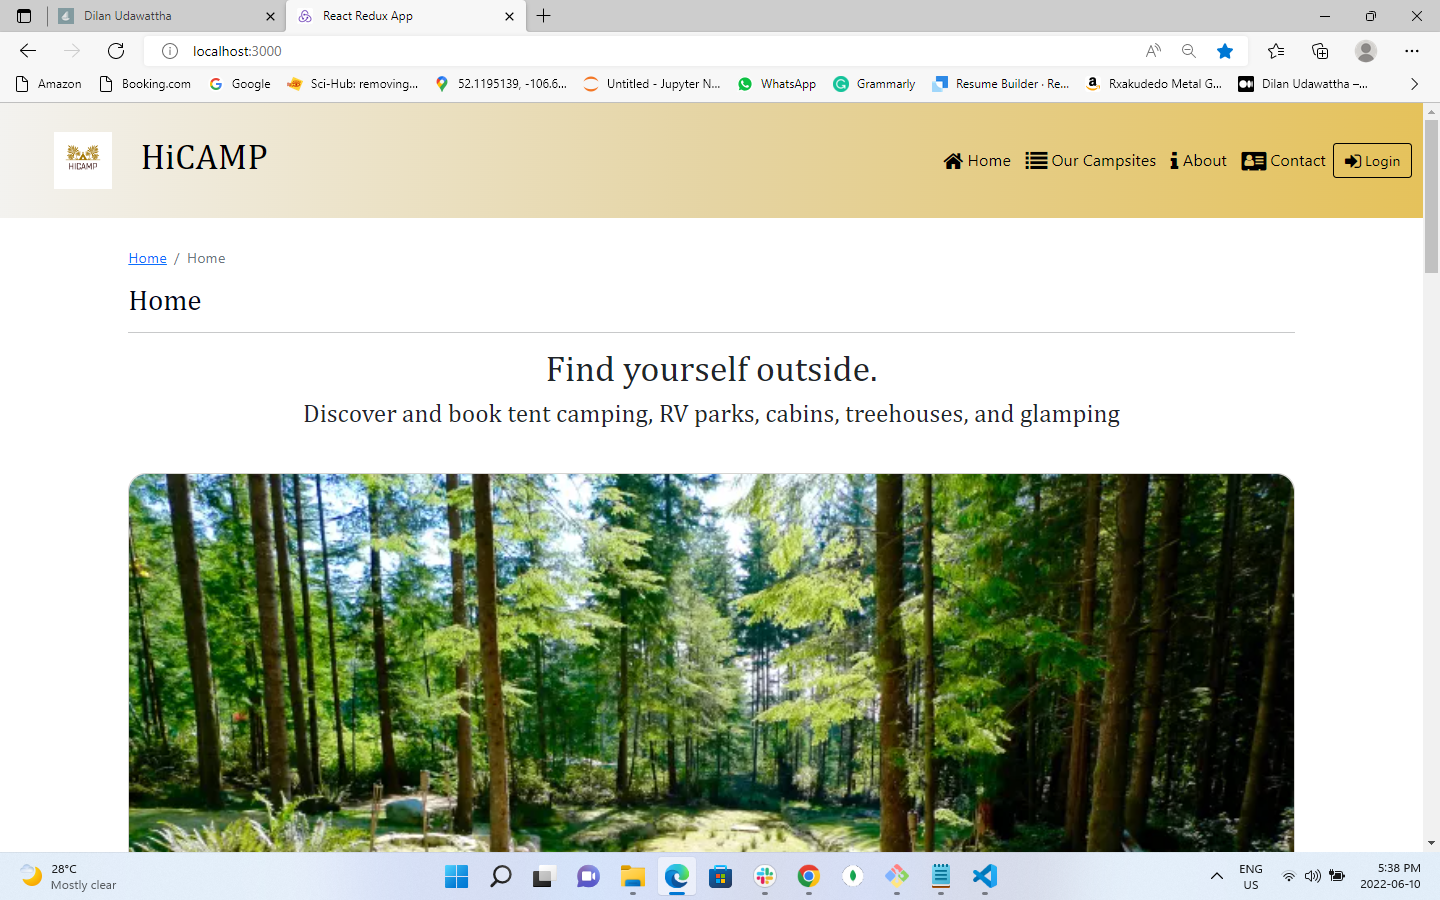 Dilan Udawattha
React Redux App
localhost:3000
Amazon
Booking.com
Google
Sci-Hub: removing...
52.1195139, -106.6...
Untitled - Jupyter N...
WhatsApp
Grammarly
Resume Builder · Re...
Rxakudedo Metal G...
Dilan Udawattha –...
HiCAMP
HiCAMP
Home
Our Campsites
About
Contact
Login
Home / Home
Home
Find yourself outside.
Discover and book tent camping, RV parks, cabins, treehouses, and glamping
28°C
Mostly clear
ENG
US
5:38 PM
2022-06-10